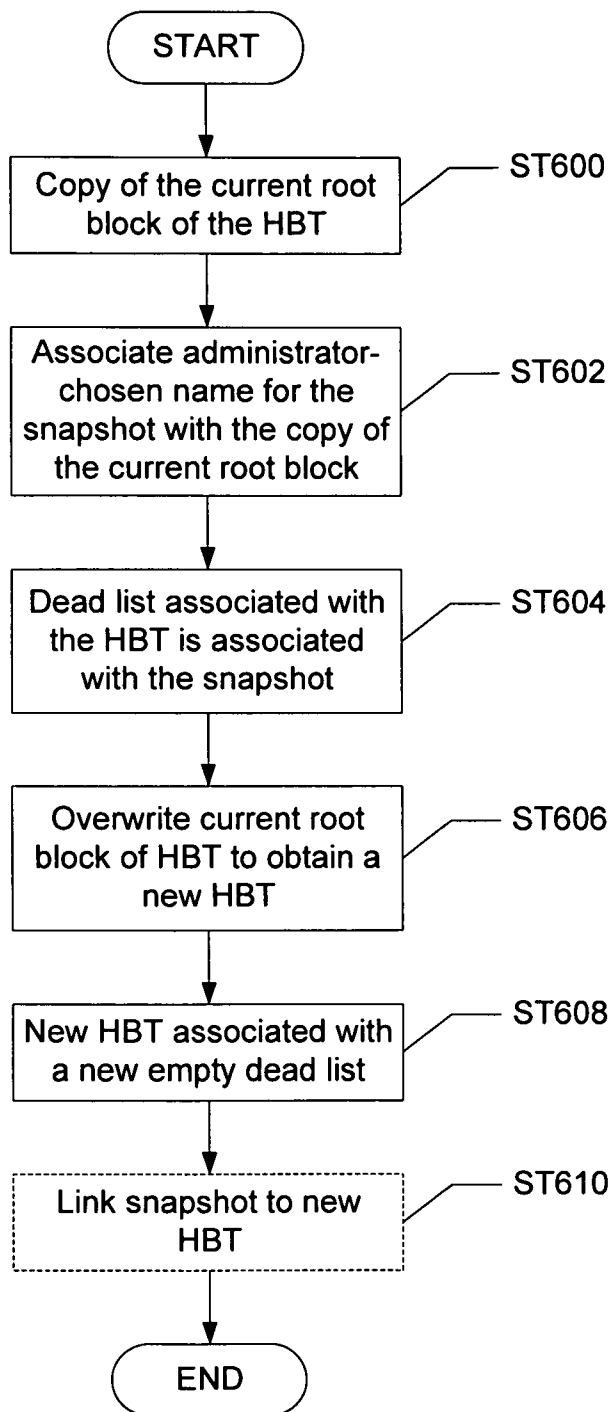 START
Copy of the current root
block of the HBT
ST600
Associate administrator-
chosen name for the
snapshot with the copy of
the current root block
ST602
Dead list associated with
the HBT is associated
with the snapshot
ST604
Overwrite current root
block of HBT to obtain a
new HBT
ST606
New HBT associated with
a new empty dead list
ST608
Link snapshot to new
HBT
ST610
END